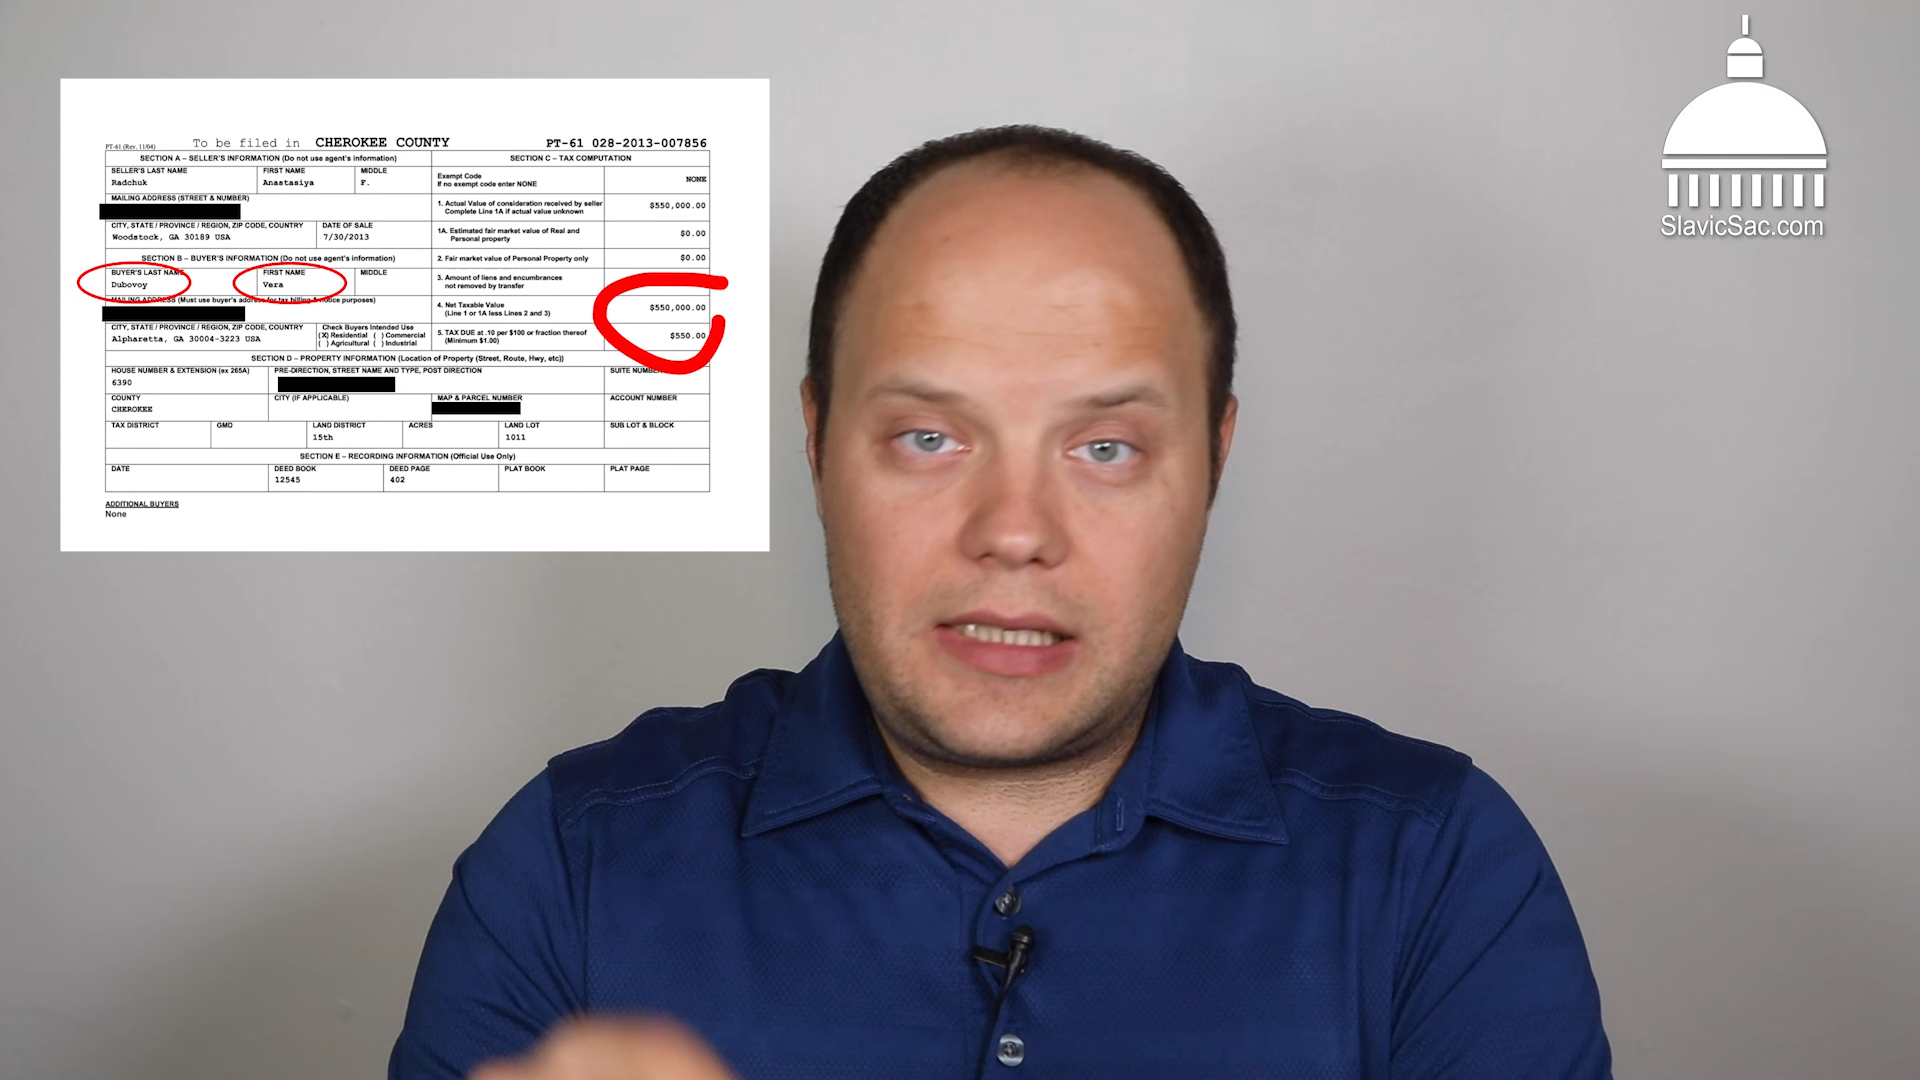 PT-61 (Rev. 11/04) To be filed in CHEROKEE COUNTY PT-61 028-2013-007856
SECTION A – SELLER'S INFORMATION (Do not use agent's information) SECTION C – TAX COMPUTATION
SELLER'S LAST NAME FIRST NAME MIDDLE
Radchuk Anastasiya F.
Exempt Code
If no exempt code enter NONE NONE
MAILING ADDRESS (STREET & NUMBER)
1. Actual Value of consideration received by seller
Complete Line 1A if actual value unknown $550,000.00
CITY, STATE / PROVINCE / REGION, ZIP CODE, COUNTRY DATE OF SALE
Woodstock, GA 30189 USA 7/30/2013
1A. Estimated fair market value of Real and
Personal property $0.00
SECTION B – BUYER'S INFORMATION (Do not use agent's information)
2. Fair market value of Personal Property only $0.00
BUYER'S LAST NAME FIRST NAME MIDDLE
Dubovoy Vera
3. Amount of liens and encumbrances
not removed by transfer
MAILING ADDRESS (Must use buyer's address for tax billing & notice purposes)
4. Net Taxable Value
(Line 1 or 1A less Lines 2 and 3) $550,000.00
CITY, STATE / PROVINCE / REGION, ZIP CODE, COUNTRY
Alpharetta, GA 30004-3223 USA
Check Buyers Intended Use
(X) Residential ( ) Commercial
( ) Agricultural ( ) Industrial
5. TAX DUE at .10 per $100 or fraction thereof
(Minimum $1.00) $550.00
SECTION D – PROPERTY INFORMATION (Location of Property (Street, Route, Hwy, etc))
HOUSE NUMBER & EXTENSION (ex 265A) PRE-DIRECTION, STREET NAME AND TYPE, POST DIRECTION SUITE NUMBER
6390
COUNTY CITY (IF APPLICABLE) MAP & PARCEL NUMBER ACCOUNT NUMBER
CHEROKEE
TAX DISTRICT GMD LAND DISTRICT ACRES LAND LOT SUB LOT & BLOCK
15th 1011
SECTION E – RECORDING INFORMATION (Official Use Only)
DATE DEED BOOK DEED PAGE PLAT BOOK PLAT PAGE
12545 402
ADDITIONAL BUYERS
None
SlavicSac.com